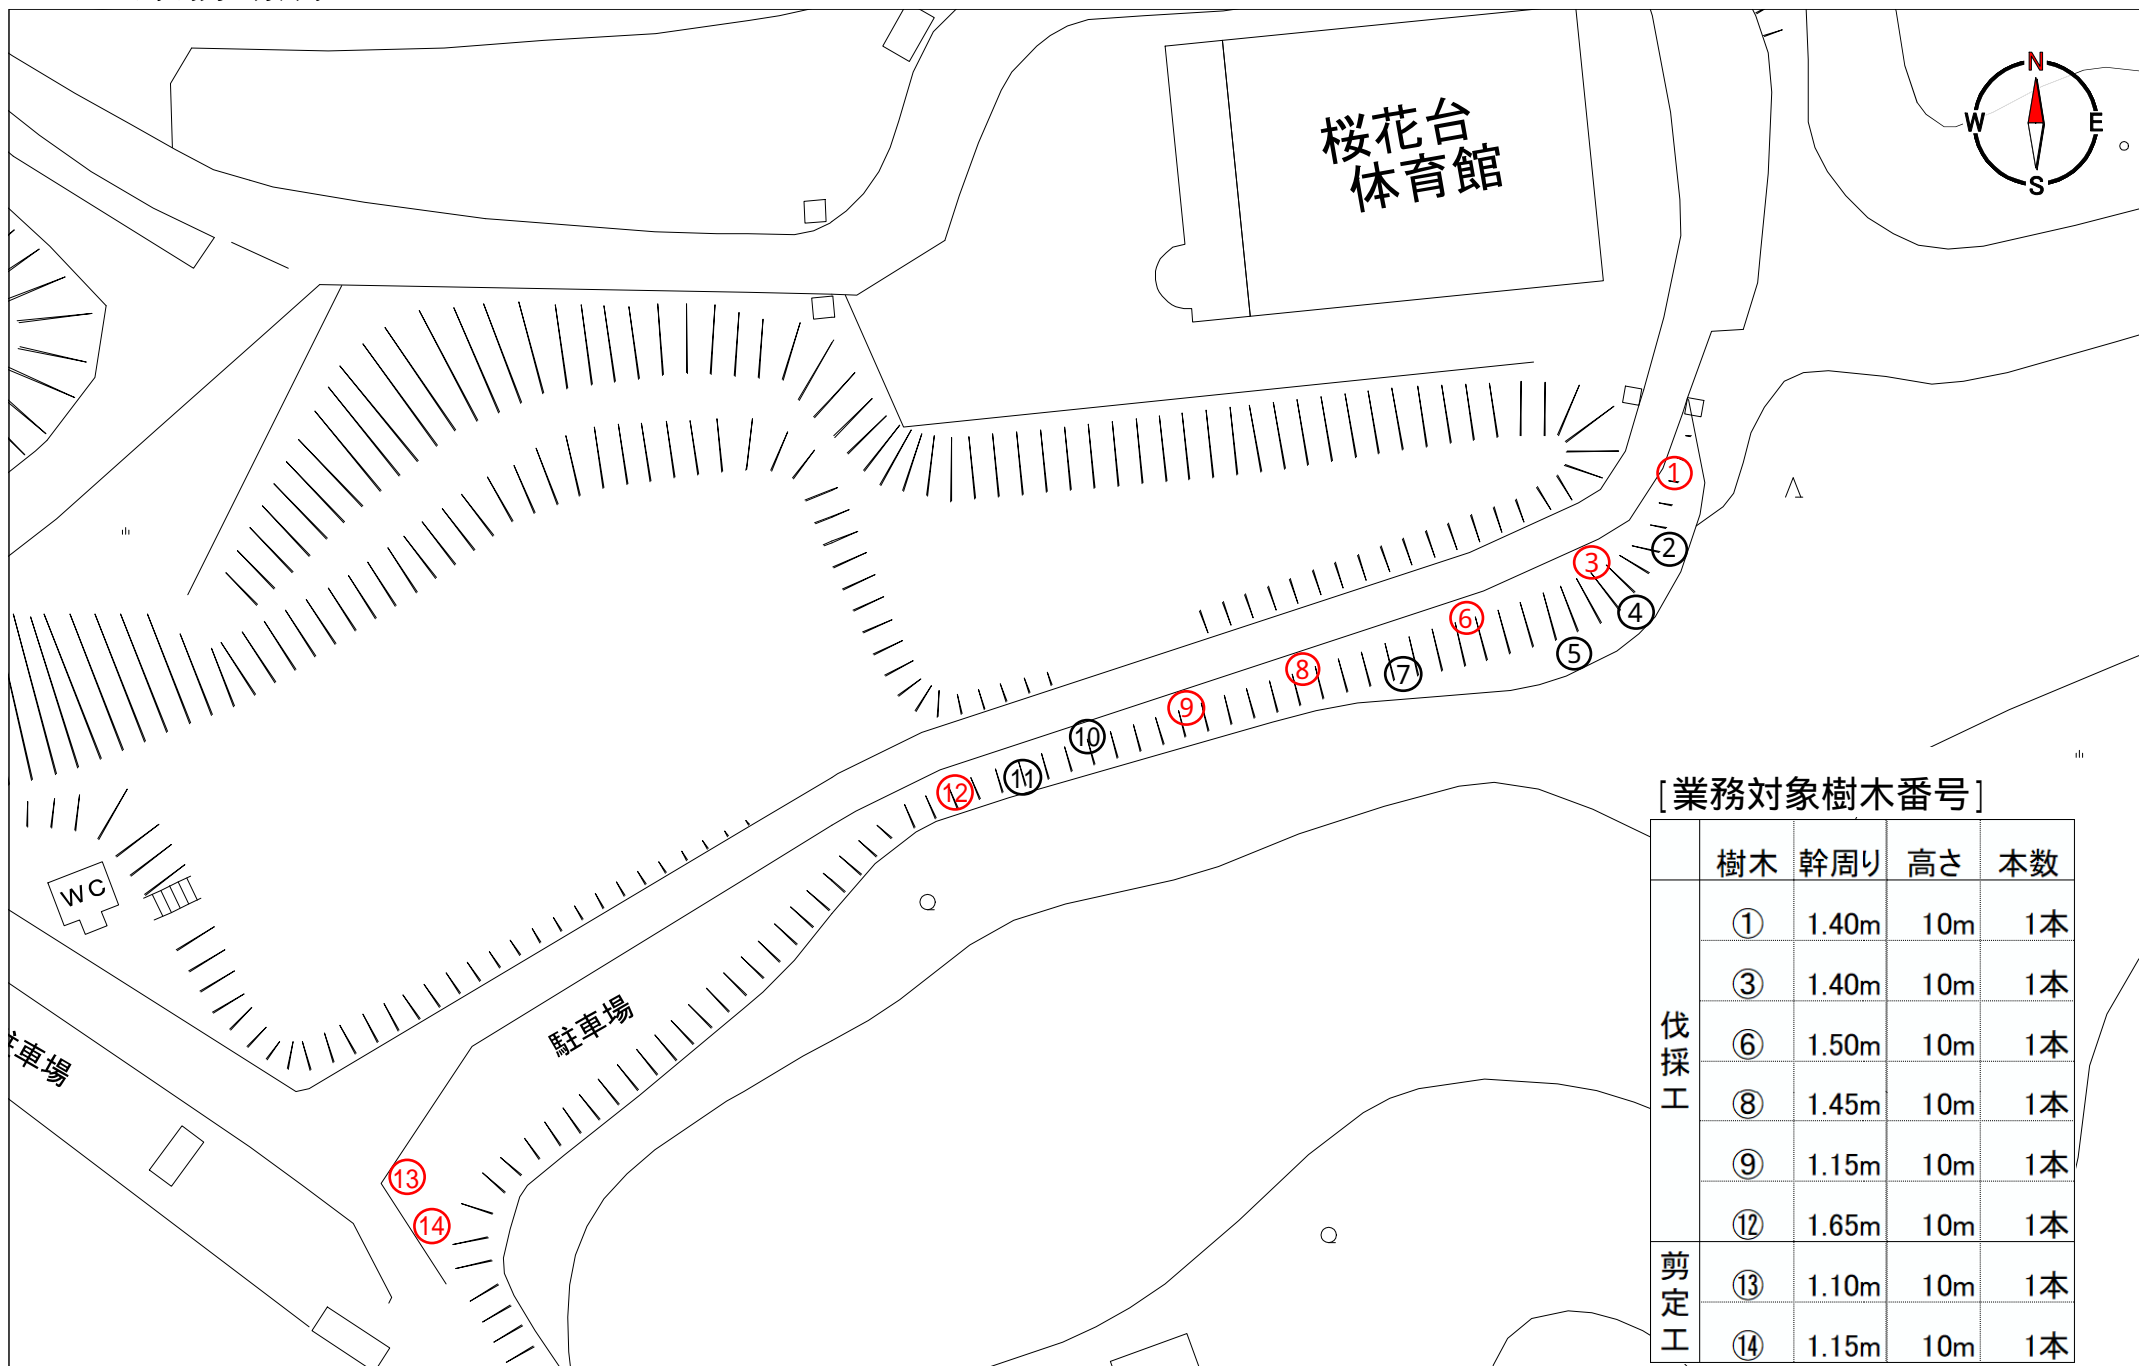 N
W E
S
桜花台
体育館
①
②
③
④
⑤
⑥
⑦
⑧
⑨
⑩
⑪
⑫
WC
駐車場
車場
⑬
⑭
[業務対象樹木番号]
樹木 幹周り 高さ 本数
伐採工
① 1.40m 10m 1本
③ 1.40m 10m 1本
⑥ 1.50m 10m 1本
⑧ 1.45m 10m 1本
⑨ 1.15m 10m 1本
⑫ 1.65m 10m 1本
剪定工
⑬ 1.10m 10m 1本
⑭ 1.15m 10m 1本